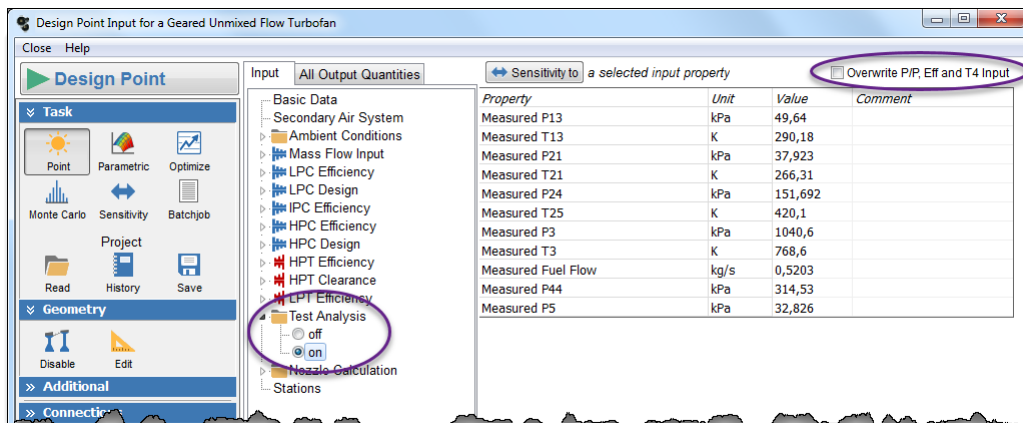 Design Point Input for a Geared Unmixed Flow Turbofan
Close Help
Design Point
Task
Point Parametric Optimize
Monte Carlo Sensitivity Batchjob
Project
Read History Save
Geometry
Disable Edit
Additional
Connections
Input All Output Quantities
Basic Data
Secondary Air System
Ambient Conditions
Mass Flow Input
LPC Efficiency
LPC Design
IPC Efficiency
HPC Efficiency
HPC Design
HPT Efficiency
HPT Clearance
LPT Efficiency
Test Analysis
off
on
Nozzle Calculation
Stations
Sensitivity to a selected input property
Overwrite P/P, Eff and T4 Input
Property Unit Value Comment
Measured P13 kPa 49,64
Measured T13 K 290,18
Measured P21 kPa 37,923
Measured T21 K 266,31
Measured P24 kPa 151,692
Measured T25 K 420,1
Measured P3 kPa 1040,6
Measured T3 K 768,6
Measured Fuel Flow kg/s 0,5203
Measured P44 kPa 314,53
Measured P5 kPa 32,826